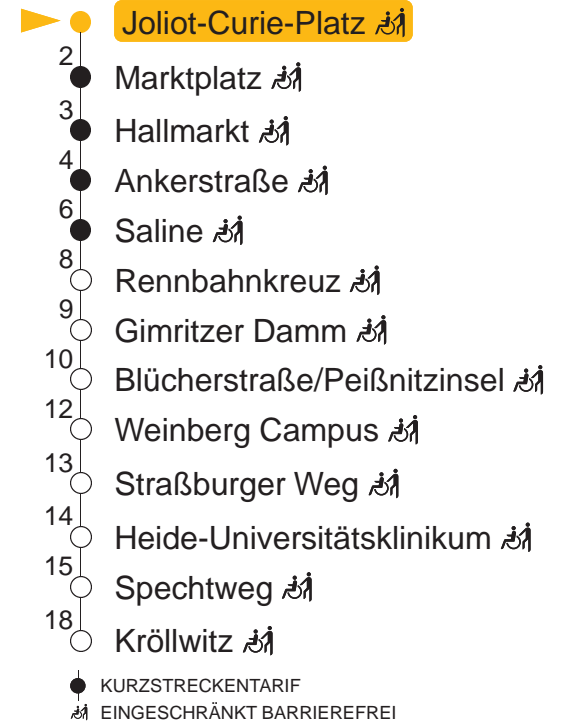 Joliot-Curie-Platz
2
Marktplatz
3
Hallmarkt
4
Ankerstraße
6
Saline
8
Rennbahnkreuz
9
Gimritzer Damm
10
Blücherstraße/Peißnitzinsel
12
Weinberg Campus
13
Straßburger Weg
14
Heide-Universitätsklinikum
15
Spechtweg
18
Kröllwitz
KURZSTRECKENTARIF
EINGESCHRÄNKT BARRIEREFREI